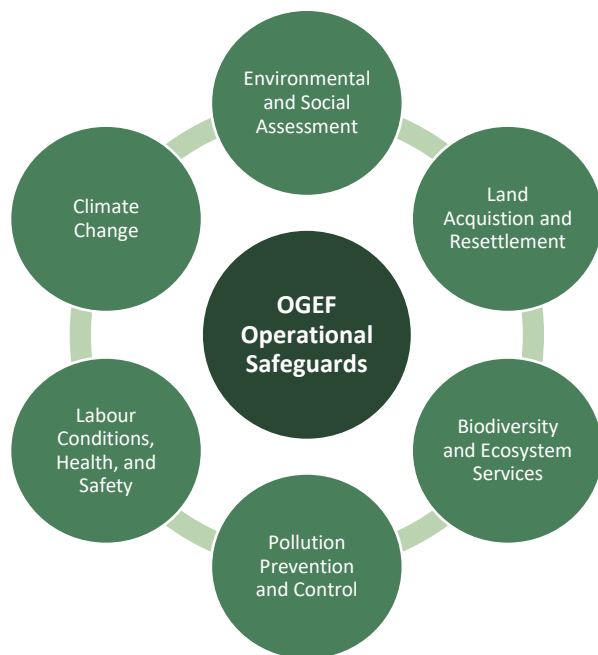 Environmental
and Social
Assessment
Climate
Change
Land
Acquistion and
Resettlement
OGEF
Operational
Safeguards
Labour
Conditions,
Health, and
Safety
Biodiversity
and Ecosystem
Services
Pollution
Prevention
and Control